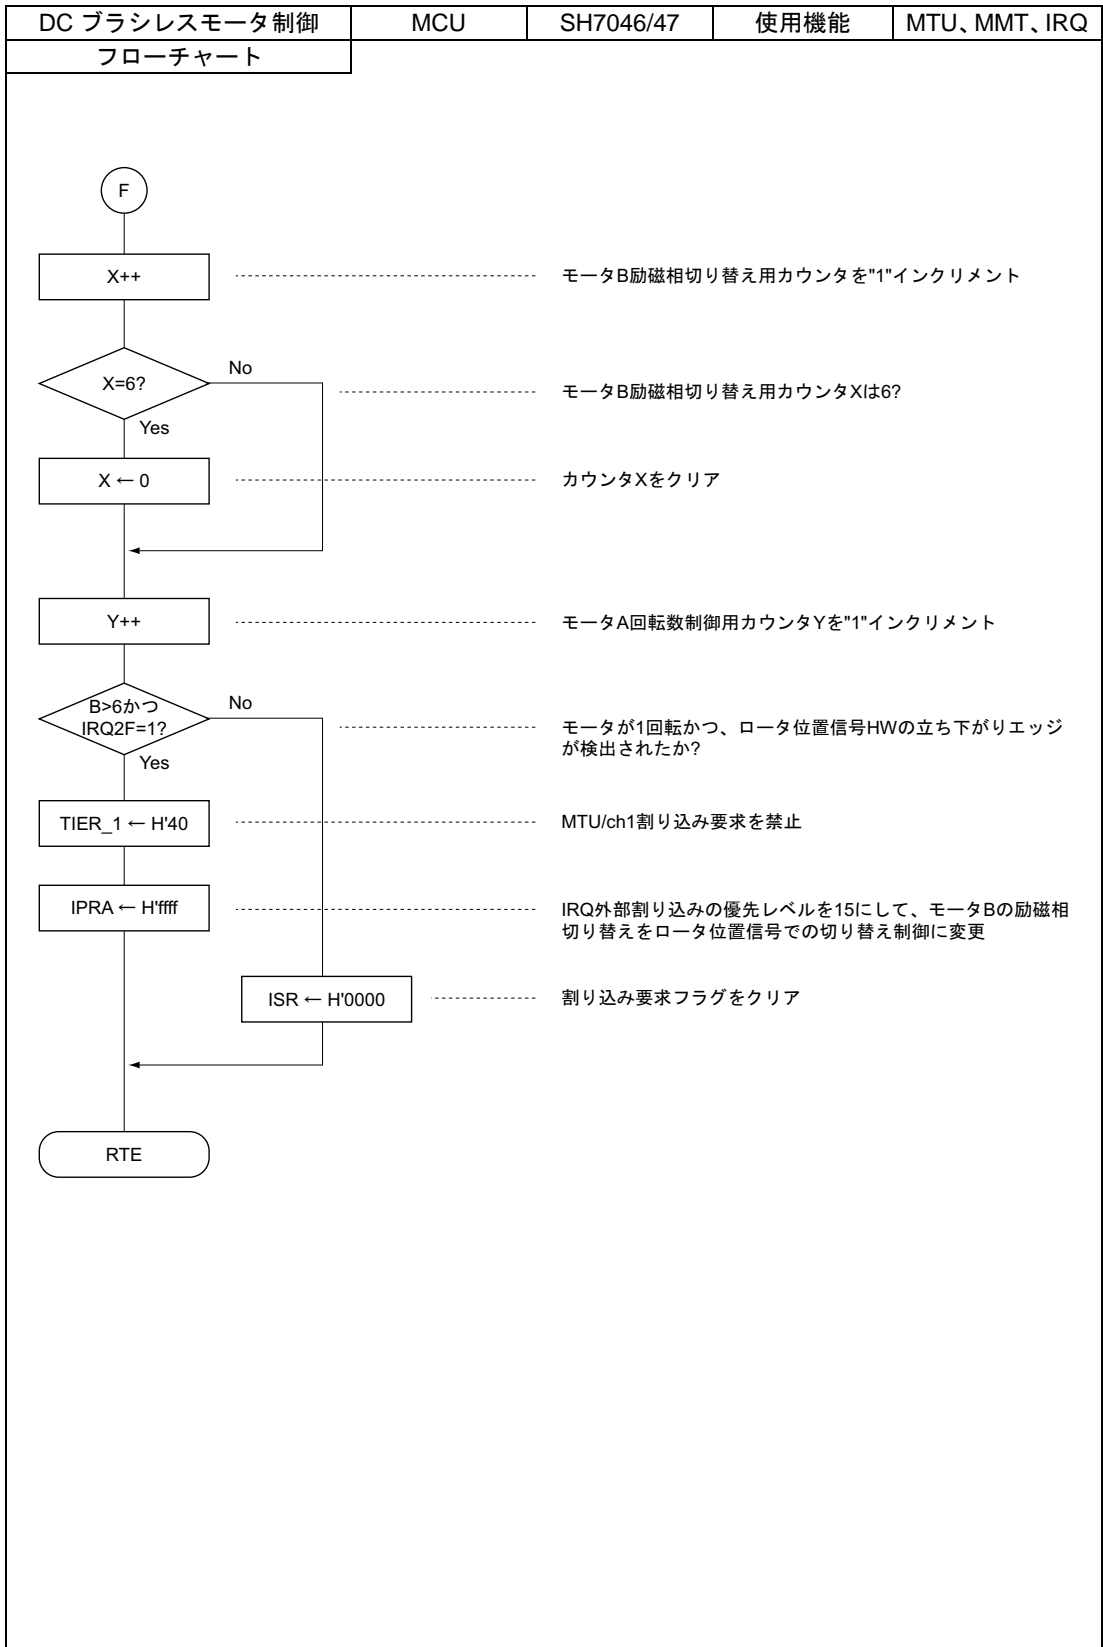 DC ブラシレスモータ制御 MCU SH7046/47 使用機能 MTU、MMT、IRQ
フローチャート
F
X++ モータB励磁相切り替え用カウンタを"1"インクリメント
X=6? No モータB励磁相切り替え用カウンタXは6?
Yes
X ← 0 カウンタXをクリア
Y++ モータA回転数制御用カウンタYを"1"インクリメント
B>6かつ No
IRQ2F=1? モータが1回転かつ、ロータ位置信号HWの立ち下がりエッジ
が検出されたか?
Yes
TIER_1 ← H'40 MTU/ch1割り込み要求を禁止
IPRA ← H'ffff IRQ外部割り込みの優先レベルを15にして、モータBの励磁相
切り替えをロータ位置信号での切り替え制御に変更
ISR ← H'0000 割り込み要求フラグをクリア
RTE